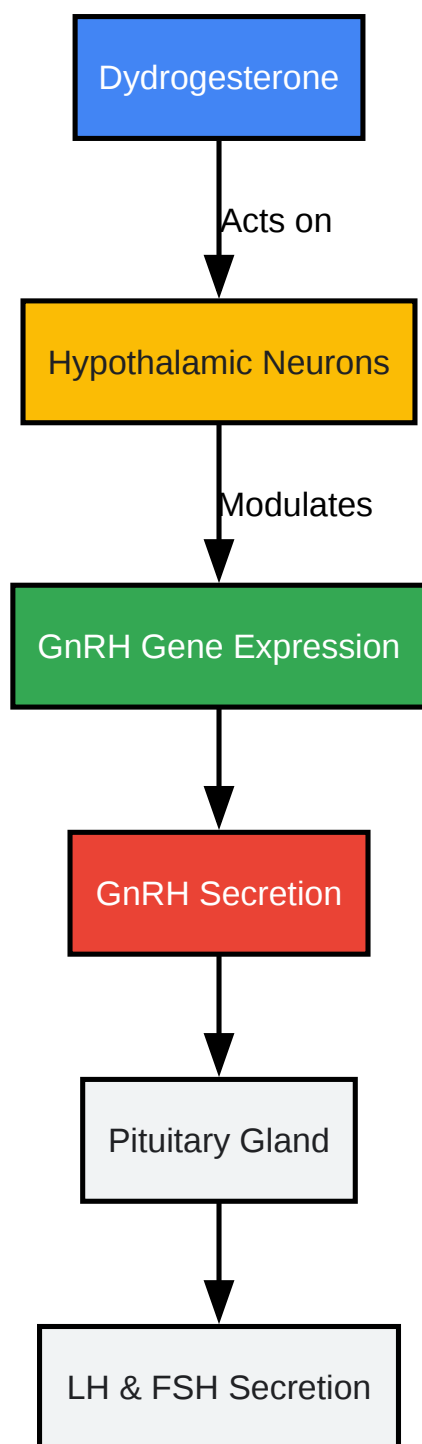 Dydrogesterone
Acts on
Hypothalamic Neurons
Modulates
GnRH Gene Expression
GnRH Secretion
Pituitary Gland
LH & FSH Secretion